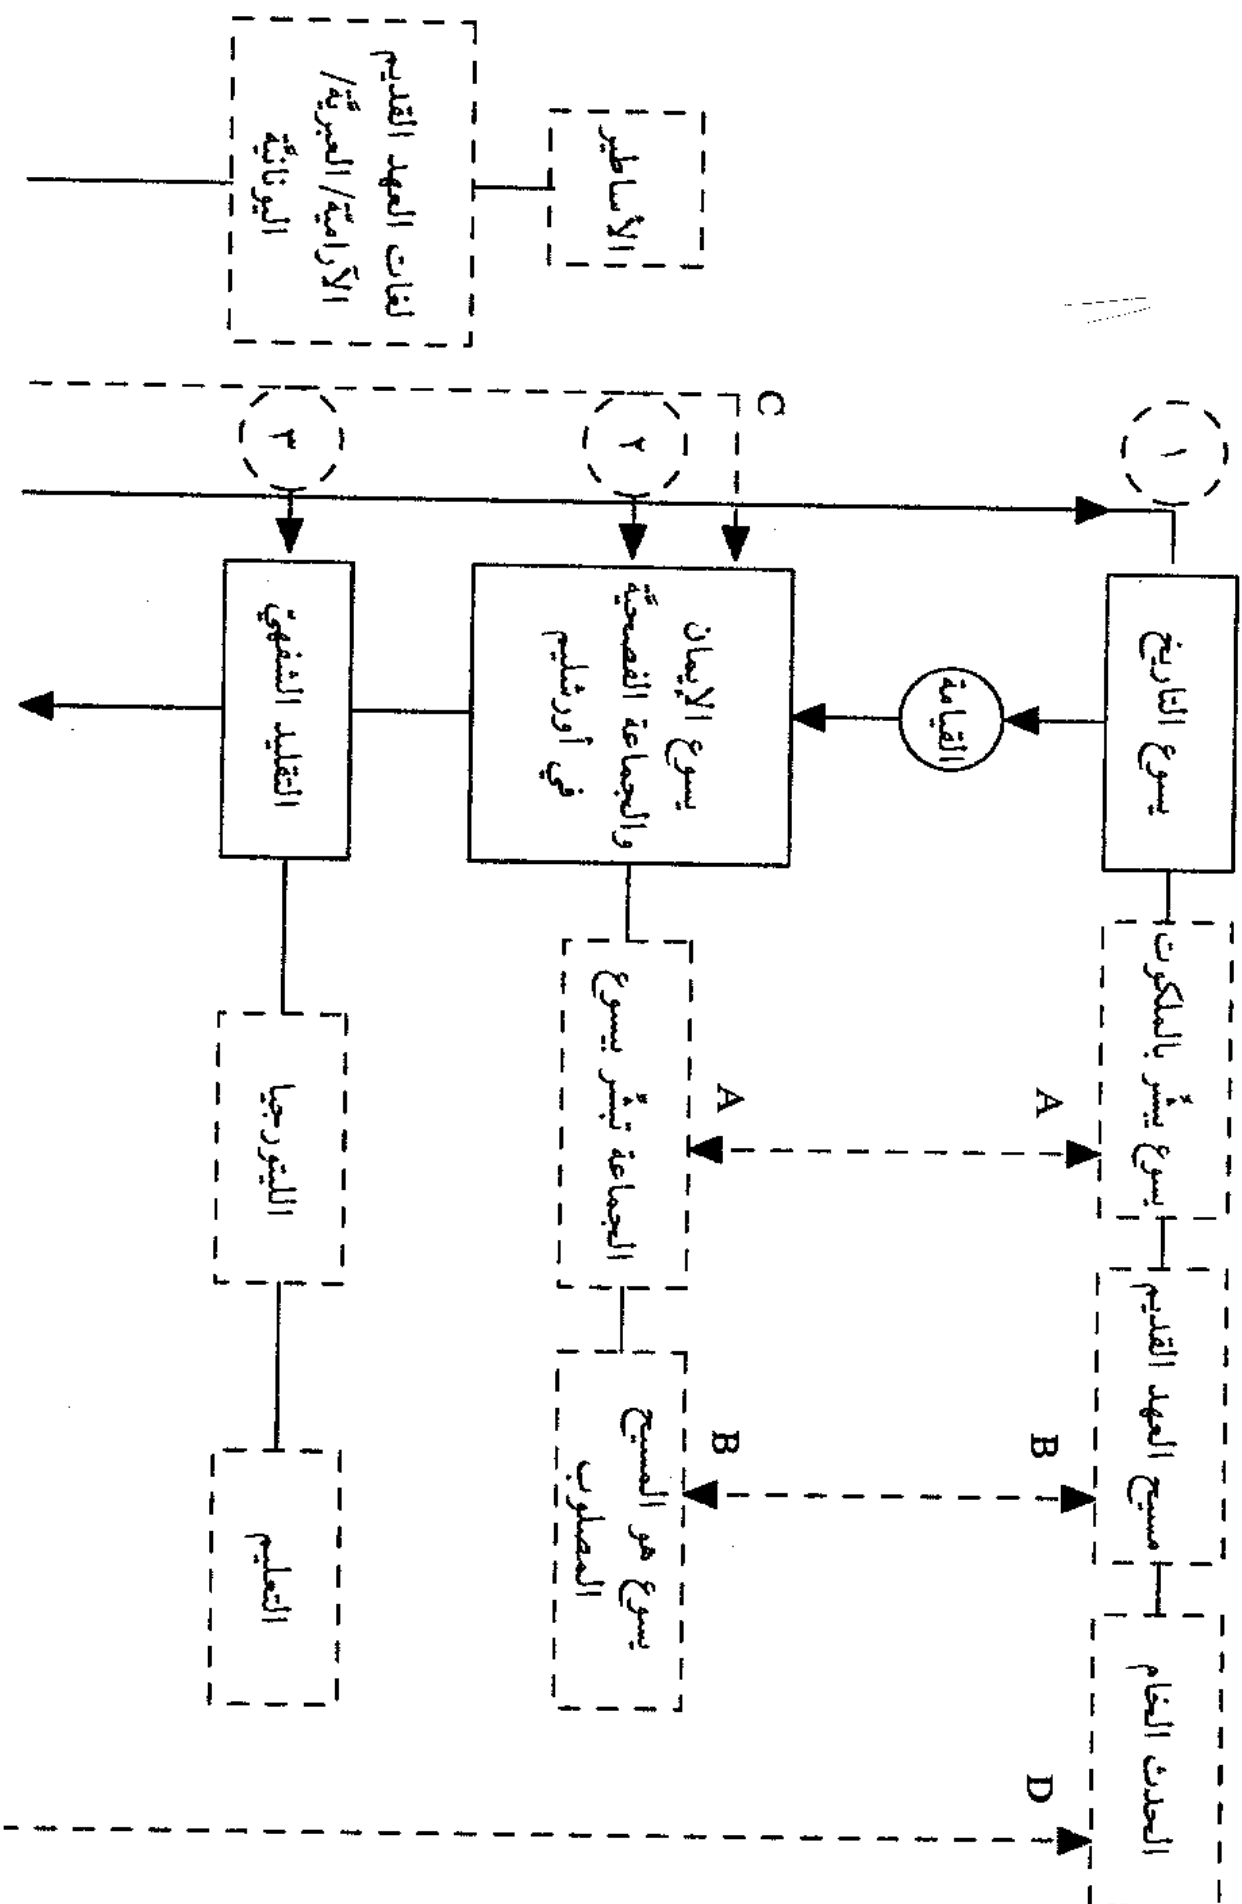 الحدث الخام
مسيح العهد القديم
يسوع يبشّر بالملكوت
يسوع التاريخ
١
D
B
A
القيامة
B
A
C
يسوع هو المسيح
المصلوب
الجماعة تبشّر بيسوع
يسوع الإيمان
والجماعة الفصحيّة
في أورشليم
٢
الأساطير
التعليم
الليتورجيا
التقليد الشفهيّ
٣
لغات العهد القديم
الآراميّة/ العبريّة/
اليونانيّة